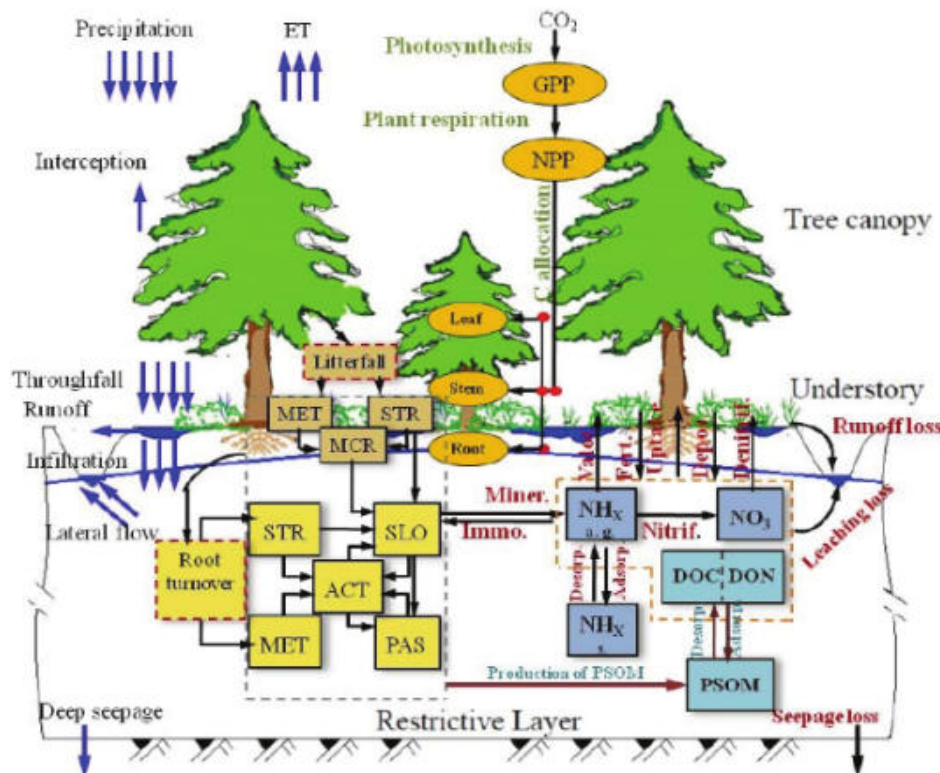 Precipitation
ET
CO₂
Photosynthesis
GPP
Plant respiration
NPP
Interception
Tree canopy
C allocation
Leaf
Litterfall
Stem
Throughfall
Understory
Runoff
MET
STR
MCR
Root
Volat.
Fert.
Uptake
Depos.
Denitrif.
Runoff loss
Infiltration
Miner.
NHX
a, g
NO3
Immo.
Nitrif.
Leaching loss
Lateral flow
STR
SLO
Root
turnover
ACT
Desorp.
Adsorp
DOC
DON
MET
PAS
NHX
s
Desorp
Adsorp
Production of PSOM
PSOM
Deep seepage
Restrictive Layer
Seepage loss